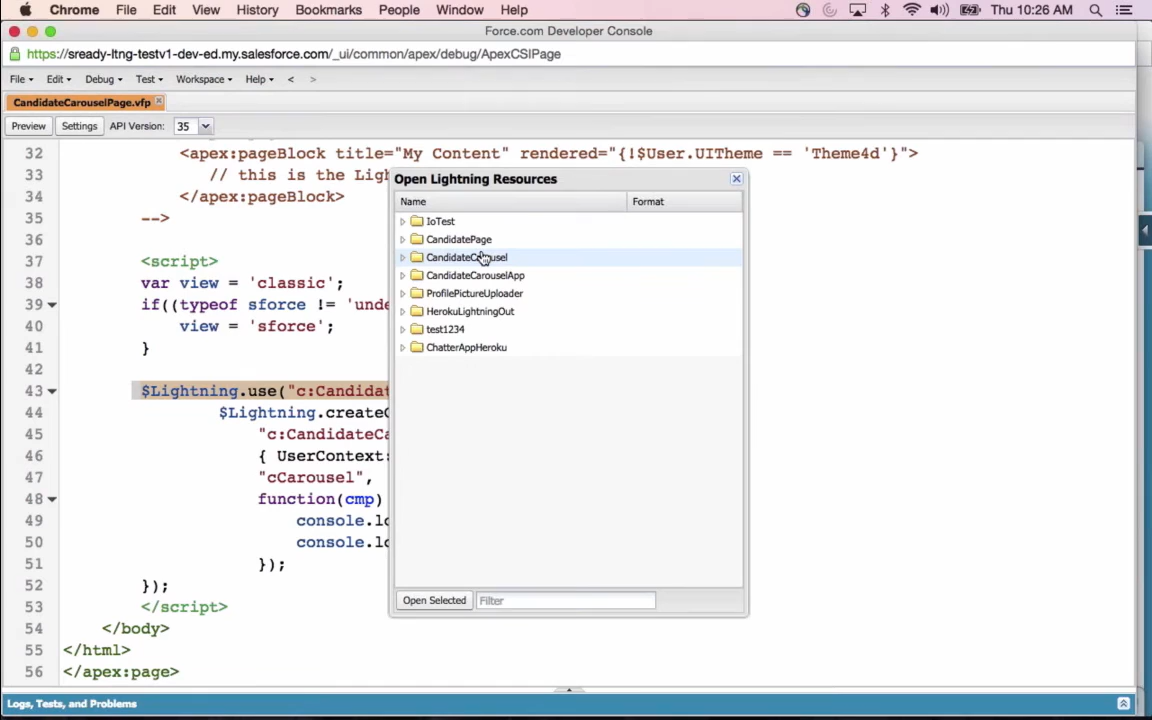 Chrome File Edit View History Bookmarks People Window Help Thu 10:26 AM
Force.com Developer Console
https://sready-ltng-testv1-dev-ed.my.salesforce.com/_ui/common/apex/debug/ApexCSIPage
File Edit Debug Test Workspace Help < >
CandidateCarouselPage.vfp
Preview Settings API Version: 35
32 <apex:pageBlock title="My Content" rendered="{!$User.UITheme == 'Theme4d'}">
33 // this is the Lig
34 </apex:pageBlock>
35 -->
36
37 <script>
38 var view = 'classic';
39 if((typeof sforce != 'unde
40 view = 'sforce';
41 }
42
43 $Lightning.use("c:Candidat
44 $Lightning.createC
45 "c:CandidateCa
46 { UserContext:
47 "cCarousel",
48 function(cmp)
49 console.lo
50 console.lo
51 });
52 });
53 </script>
54 </body>
55 </html>
56 </apex:page>
Open Lightning Resources
Name Format
IoTest
CandidatePage
CandidateCarousel
CandidateCarouselApp
ProfilePictureUploader
HerokuLightningOut
test1234
ChatterAppHeroku
Open Selected Filter
Logs, Tests, and Problems